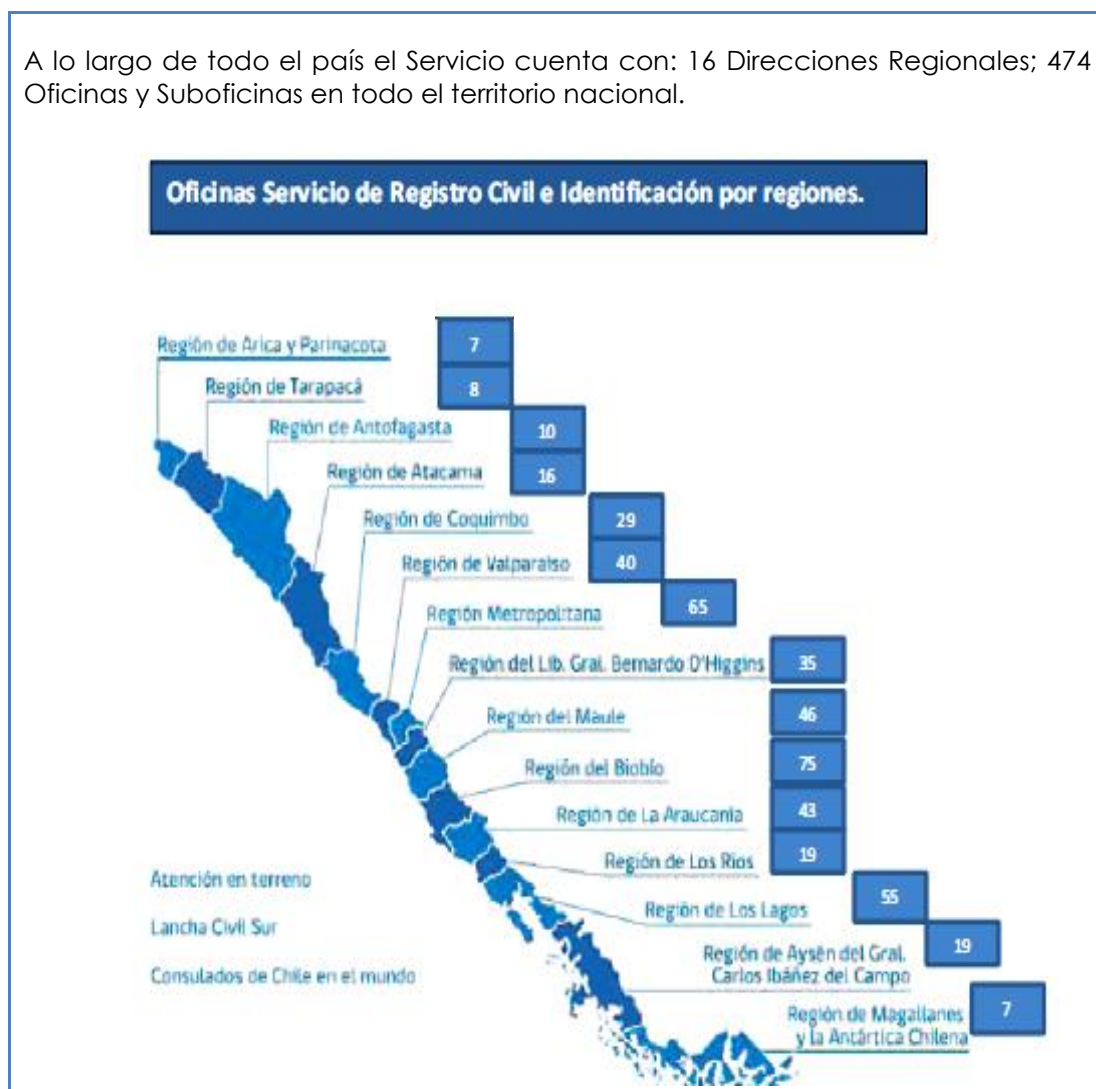 A lo largo de todo el país el Servicio cuenta con: 16 Direcciones Regionales; 474
Oficinas y Suboficinas en todo el territorio nacional.
Oficinas Servicio de Registro Civil e Identificación por regiones.
Región de Arica y Parinacota 7
Región de Tarapacá 8
Región de Antofagasta 10
Región de Atacama 16
Región de Coquimbo 29
Región de Valparaíso 40
Región Metropolitana 65
Región del Lib. Gral. Bernardo O'Higgins 35
Región del Maule 46
Región del Biobío 75
Región de La Araucanía 43
Región de Los Ríos 19
Atención en terreno
Región de Los Lagos 55
Lancha Civil Sur
Región de Aysén del Gral.
Carlos Ibáñez del Campo 19
Consulados de Chile en el mundo
Región de Magallanes
y la Antártica Chilena 7